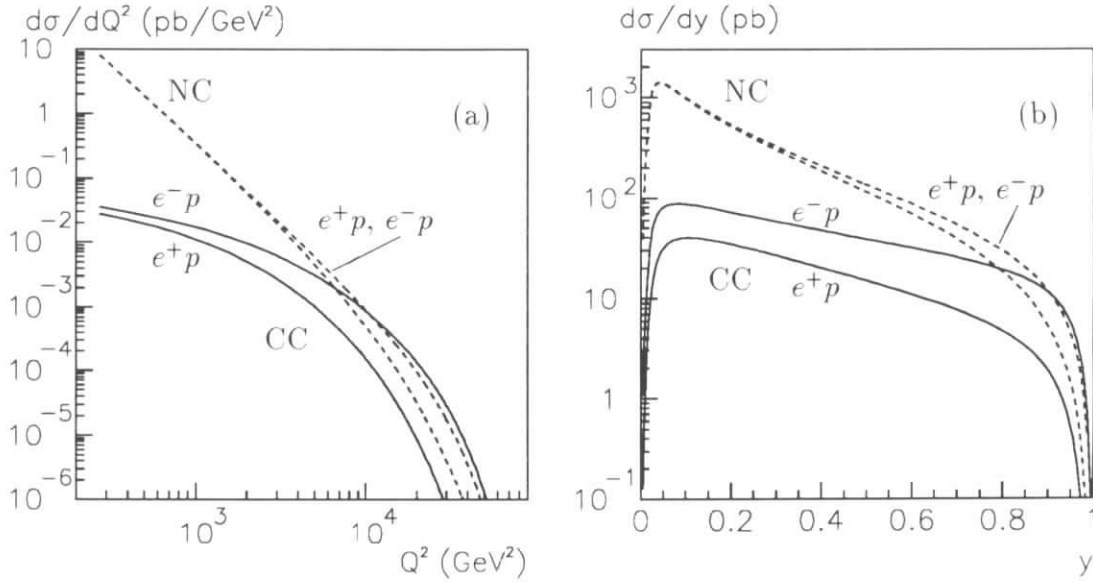 dσ/dQ² (pb/GeV²)
10
1
10⁻¹
10⁻²
10⁻³
10⁻⁴
10⁻⁵
10⁻⁶
NC
(a)
e⁻p
e⁺p
e⁺p, e⁻p
CC
10³
10⁴
Q² (GeV²)
dσ/dy (pb)
10³
10²
10
1
10⁻¹
NC
(b)
e⁺p, e⁻p
e⁻p
CC
e⁺p
0 0.2 0.4 0.6 0.8 1
y